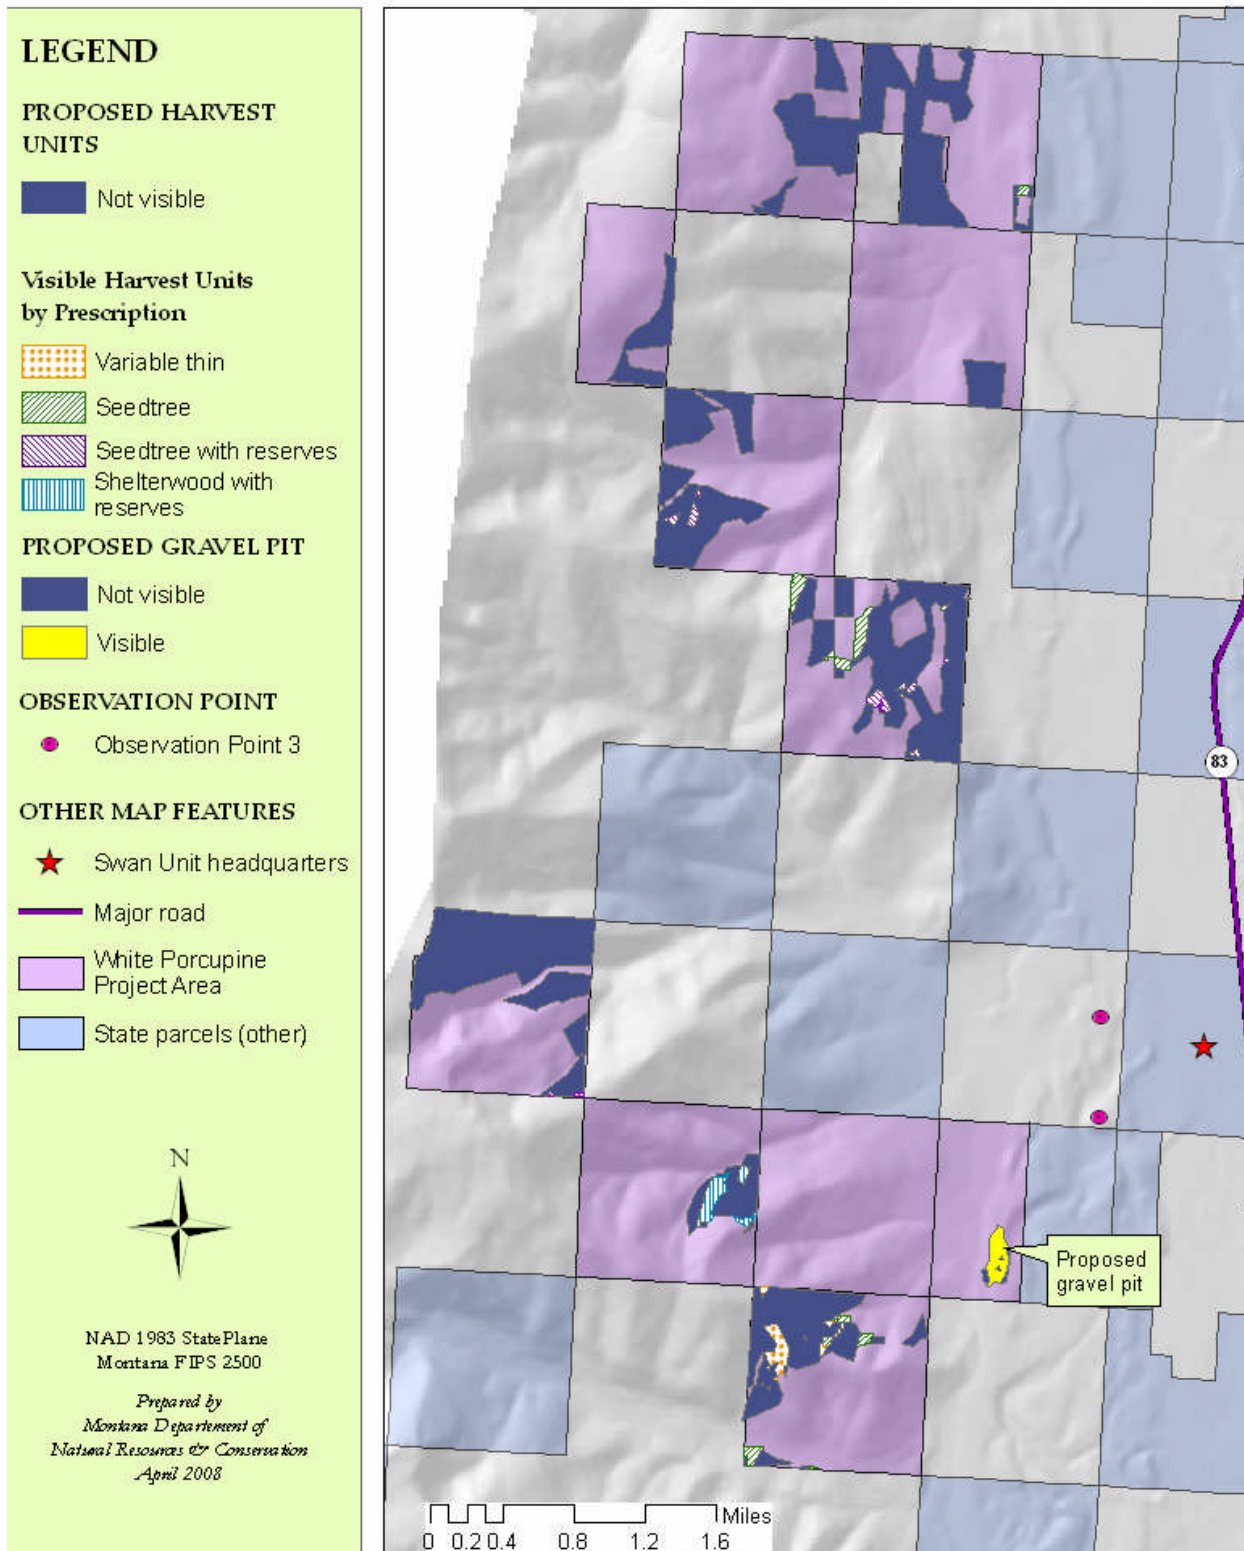 LEGEND
PROPOSED HARVEST
UNITS
Not visible
Visible Harvest Units
by Prescription
Variable thin
Seedtree
Seedtree with reserves
Shelterwood with
reserves
PROPOSED GRAVEL PIT
Not visible
Visible
OBSERVATION POINT
Observation Point 3
OTHER MAP FEATURES
Swan Unit headquarters
Major road
White Porcupine
Project Area
State parcels (other)
N
NAD 1983 StatePlane
Montana FIPS 2500
Prepared by
Montana Departement of
Natural Resources & Conservation
April 2008
83
Proposed
gravel pit
Miles
0 0.2 0.4 0.8 1.2 1.6